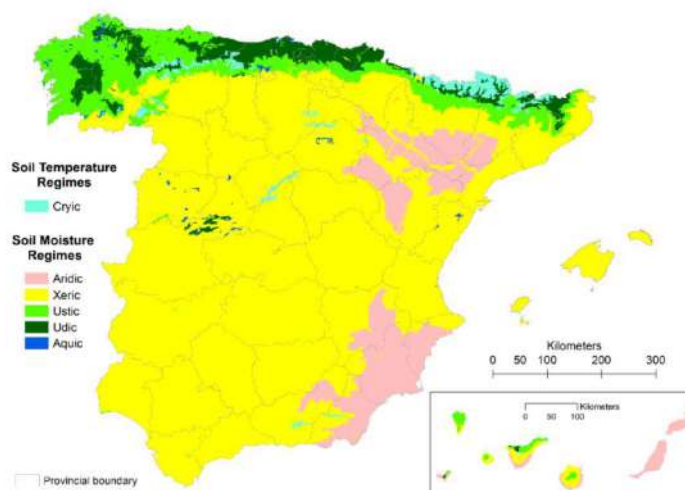 Soil Temperature
Regimes
Cryic
Soil Moisture
Regimes
Aridic
Xeric
Ustic
Udic
Aquic
Provincial boundary
Kilometers
0 50 100 200 300
Kilometers
0 50 100